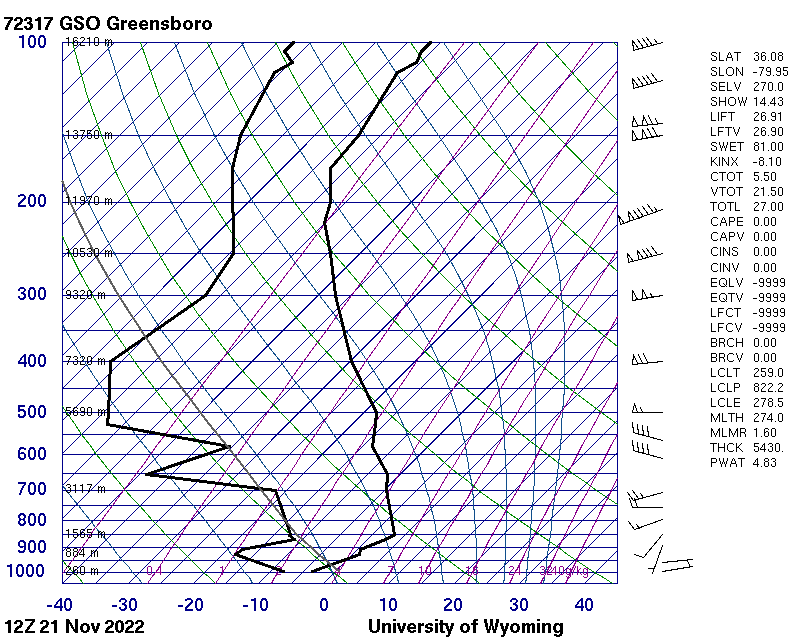 72317 GSO Greensboro
100 16210 m
13750 m
200 11970 m
10530 m
300 9320 m
400 7320 m
500 5690 m
600
700 3117 m
800
1565 m
900
884 m
1000 260 m
0.4 1 2 4 7 10 16 24 32 40g/kg
-40 -30 -20 -10 0 10 20 30 40
12Z 21 Nov 2022 University of Wyoming
SLAT 36.08
SLON -79.95
SELV 270.0
SHOW 14.43
LIFT 26.91
LFTV 26.90
SWET 81.00
KINX -8.10
CTOT 5.50
VTOT 21.50
TOTL 27.00
CAPE 0.00
CAPV 0.00
CINS 0.00
CINV 0.00
EQLV -9999
EQTV -9999
LFCT -9999
LFCV -9999
BRCH 0.00
BRCV 0.00
LCLT 259.0
LCLP 822.2
LCLE 278.5
MLTH 274.0
MLMR 1.60
THCK 5430.
PWAT 4.83